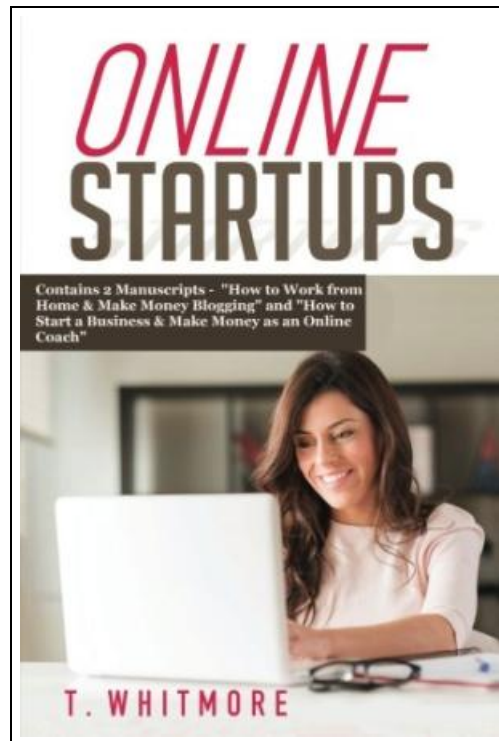 ONLINE
STARTUPS
Contains 2 Manuscripts - "How to Work from
Home & Make Money Blogging" and "How to
Start a Business & Make Money as an Online
Coach"
T. WHITMORE